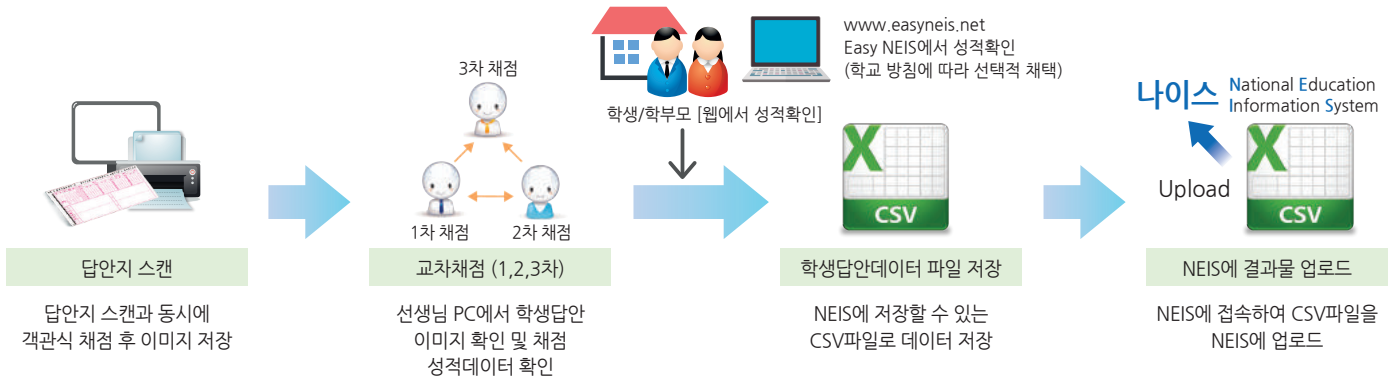 3차 채점
1차 채점
2차 채점
학생/학부모 [웹에서 성적확인]
www.easyneis.net
Easy NEIS에서 성적확인
(학교 방침에 따라 선택적 채택)
CSV
나이스
National Education
Information System
Upload
CSV
답안지 스캔
답안지 스캔과 동시에
객관식 채점 후 이미지 저장
교차채점 (1,2,3차)
선생님 PC에서 학생답안
이미지 확인 및 채점
성적데이터 확인
학생답안데이터 파일 저장
NEIS에 저장할 수 있는
CSV파일로 데이터 저장
NEIS에 결과물 업로드
NEIS에 접속하여 CSV파일을
NEIS에 업로드